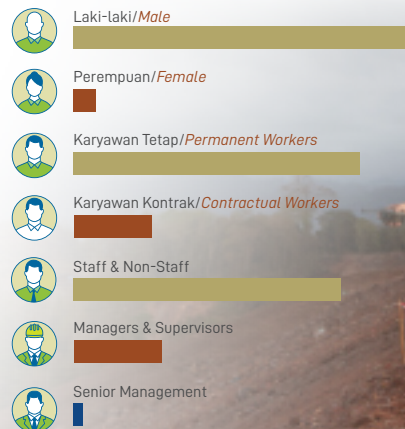 Laki-laki/Male
Perempuan/Female
Karyawan Tetap/Permanent Workers
Karyawan Kontrak/Contractual Workers
Staff & Non-Staff
Managers & Supervisors
Senior Management